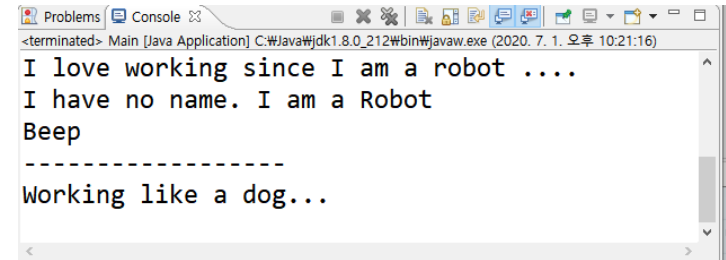 Problems Console
<terminated> Main [Java Application] C:₩Java₩jdk1.8.0_212₩bin₩javaw.exe (2020. 7. 1. 오후 10:21:16)
I love working since I am a robot ....
I have no name. I am a Robot
Beep
------------------
Working like a dog...